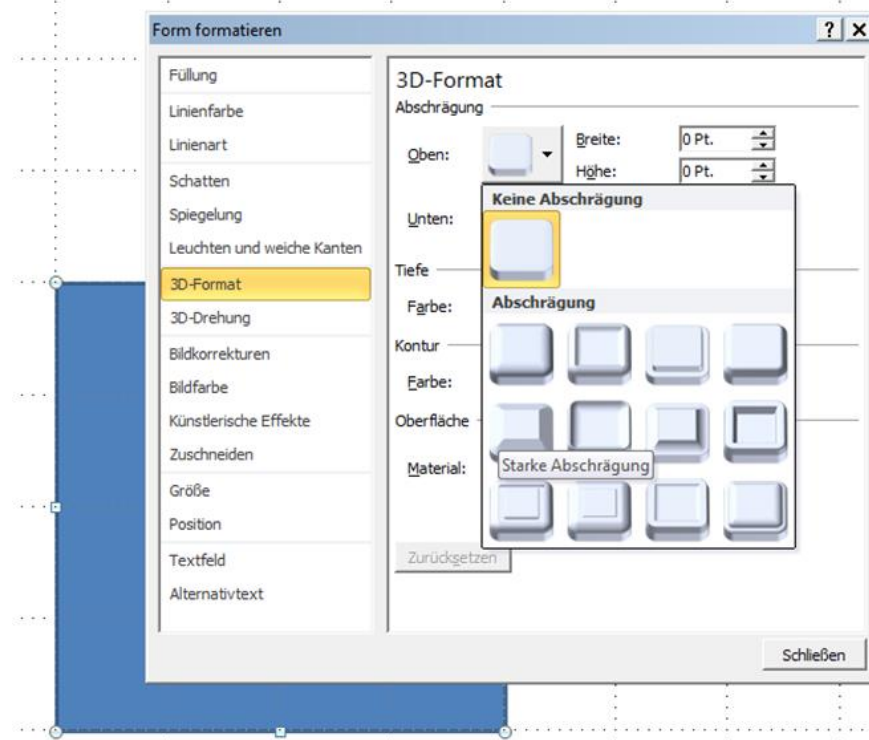 Form formatieren
Füllung
Linienfarbe
Linienart
Schatten
Spiegelung
Leuchten und weiche Kanten
3D-Format
3D-Drehung
Bildkorrekturen
Bildfarbe
Künstlerische Effekte
Zuschneiden
Größe
Position
Textfeld
Alternativtext
3D-Format
Abschrägung
Oben:
Breite: 0 Pt.
Höhe: 0 Pt.
Keine Abschrägung
Unten:
Tiefe
Abschrägung
Farbe:
Kontur
Farbe:
Oberfläche
Starke Abschrägung
Material:
Zurücksetzen
Schließen